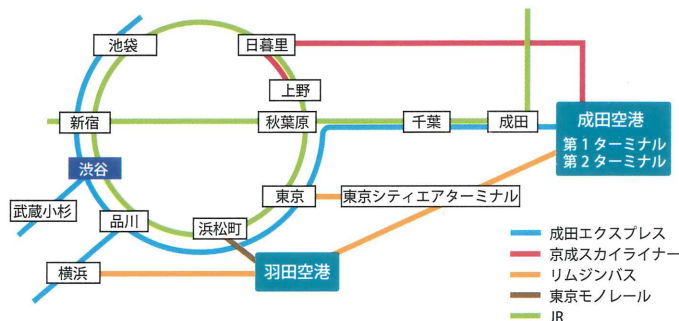 池袋
日暮里
上野
新宿
秋葉原
千葉
成田
成田空港
第1ターミナル
第2ターミナル
渋谷
武蔵小杉
品川
浜松町
東京
東京シティエアターミナル
横浜
羽田空港
成田エクスプレス
京成スカイライナー
リムジンバス
東京モノレール
JR